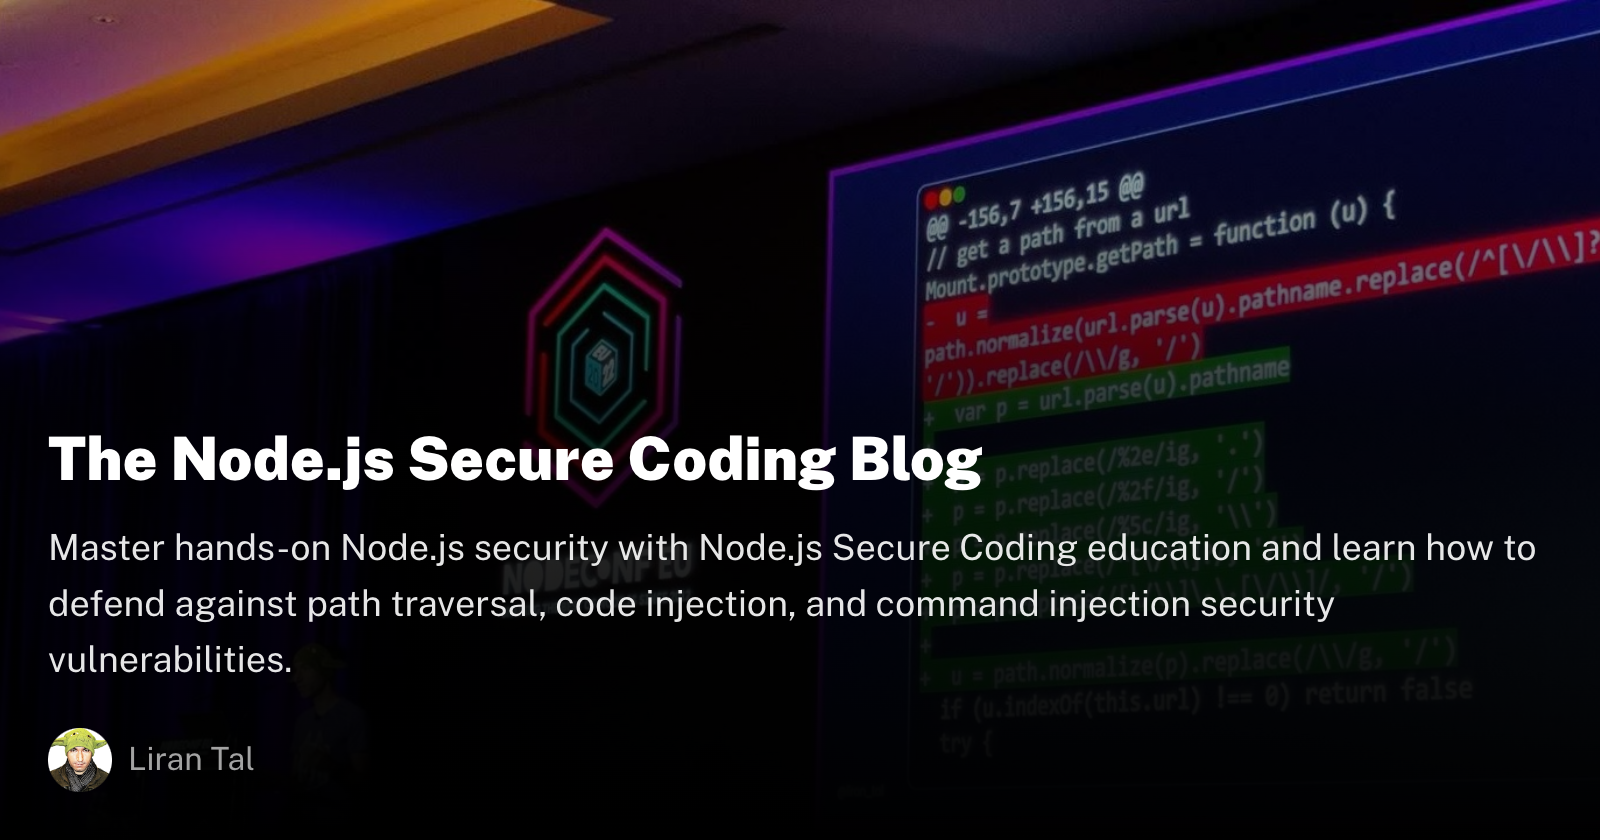 @@ -156,7 +156,15 @@
// get a path from a url
Mount.prototype.getPath = function (u) {
- u =
path.normalize(url.parse(u).pathname.replace(/^[\/\\]?
'/')).replace(/\\/g, '/')
+ var p = url.parse(u).pathname
p.replace(/%2e/ig, '.')
+ p = p.replace(/%2f/ig, '/')
+ p = p.replace(/%5c/ig, '\\')
+ u = path.normalize(p).replace(/\\/g, '/')
if (u.indexOf(this.url) !== 0) return false
try {
NODECONF EU
The Node.js Secure Coding Blog
Master hands-on Node.js security with Node.js Secure Coding education and learn how to
defend against path traversal, code injection, and command injection security
vulnerabilities.
Liran Tal